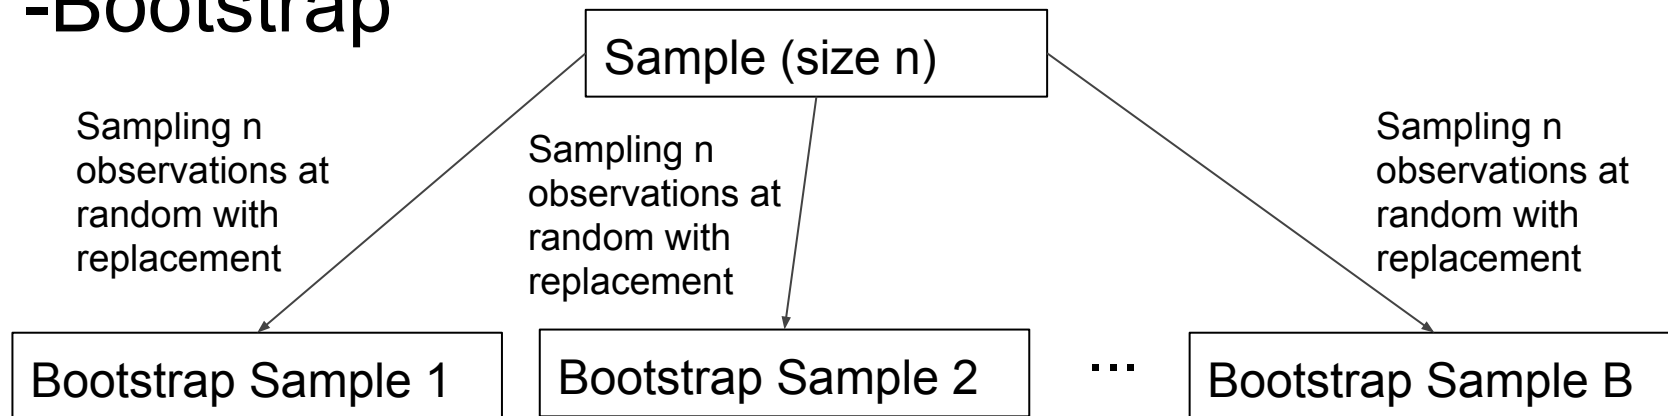 -Bootstrap
Sample (size n)
Sampling n
observations at
random with
replacement
Sampling n
observations at
random with
replacement
Sampling n
observations at
random with
replacement
Bootstrap Sample 1
Bootstrap Sample 2
...
Bootstrap Sample B